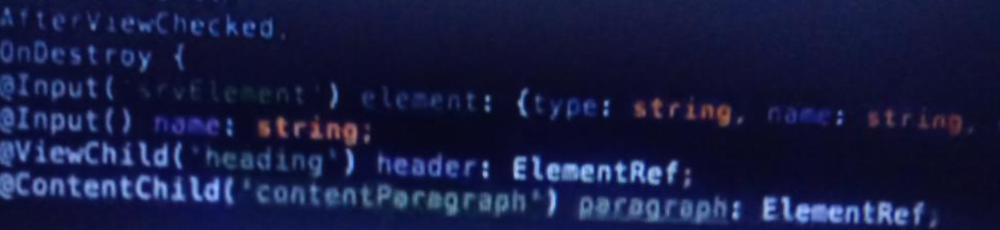 AfterViewChecked,
OnDestroy {
@Input('srvElement') element: {type: string, name: string,
@Input() name: string;
@ViewChild('heading') header: ElementRef;
@ContentChild('contentParagraph') paragraph: ElementRef;